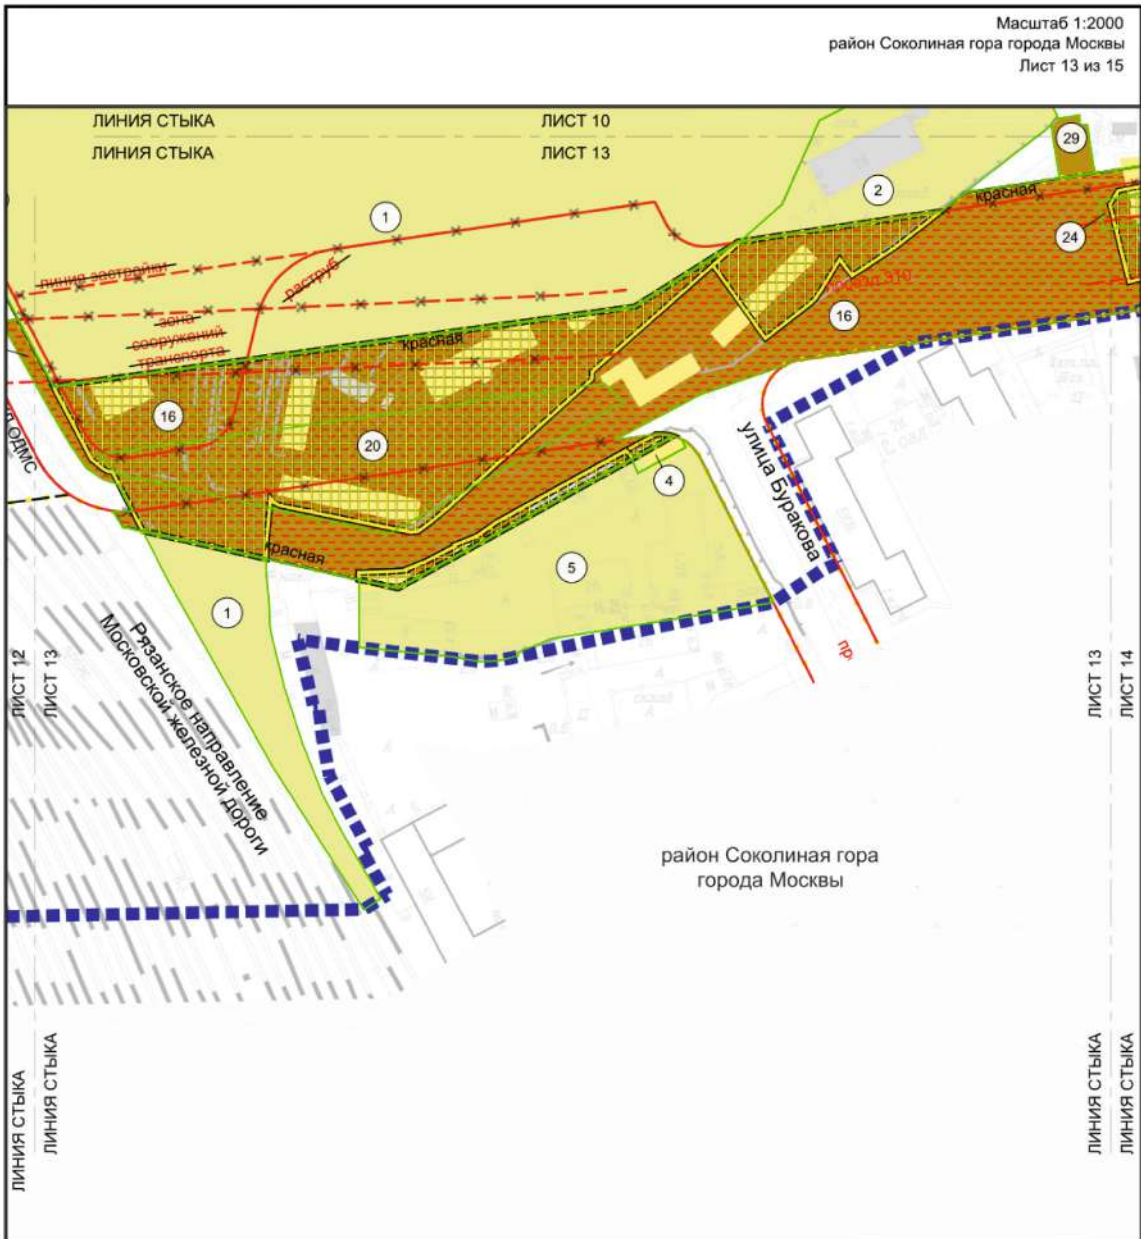 Масштаб 1:2000
район Соколиная гора города Москвы
Лист 13 из 15
ЛИНИЯ СТЫКА
ЛИСТ 10
ЛИНИЯ СТЫКА
ЛИСТ 13
29
2
1
красная
24
линия застройки
раструб
16
зона
сооружений
транспорта
красная
16
20
ОДМС
4
улица Буракова
красная
5
1
Рязанское направление
Московской железной дороги
пр.
ЛИСТ 12
ЛИСТ 13
ЛИСТ 13
ЛИСТ 14
район Соколиная гора
города Москвы
ЛИНИЯ СТЫКА
ЛИНИЯ СТЫКА
ЛИНИЯ СТЫКА
ЛИНИЯ СТЫКА